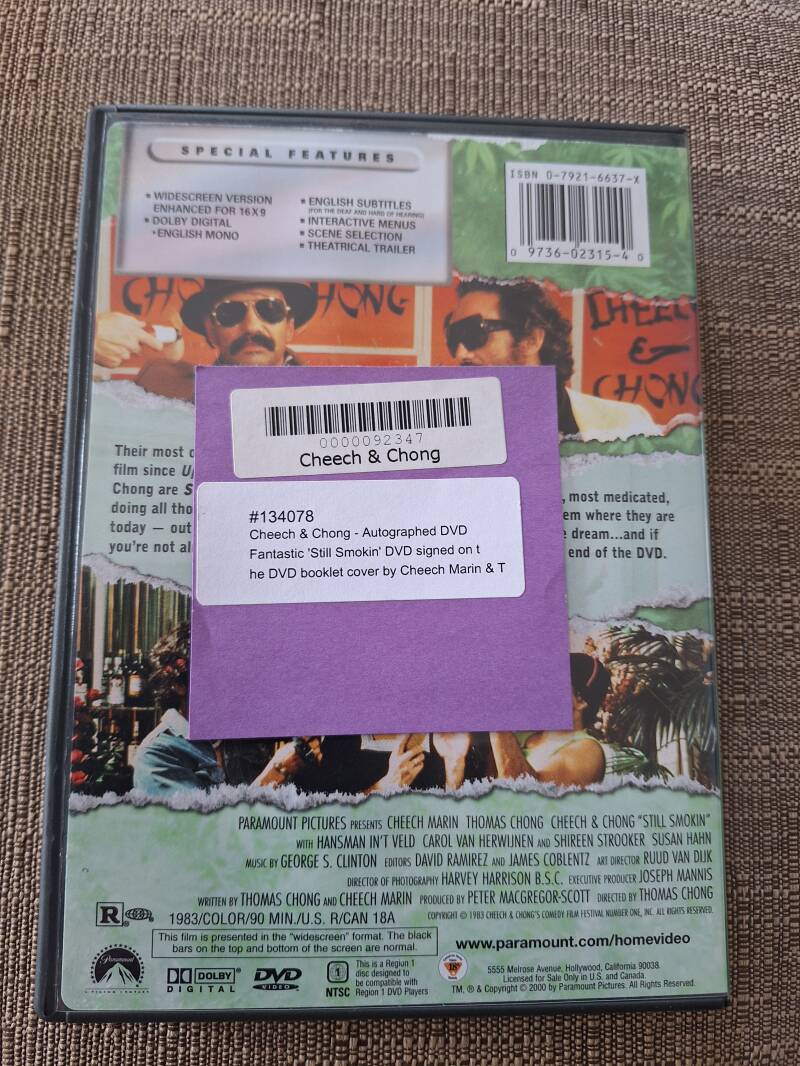 SPECIAL FEATURES
▪ WIDESCREEN VERSION
ENHANCED FOR 16X9
▪ DOLBY DIGITAL
•ENGLISH MONO
▪ ENGLISH SUBTITLES
(FOR THE DEAF AND HARD OF HEARING)
▪ INTERACTIVE MENUS
▪ SCENE SELECTION
▪ THEATRICAL TRAILER
ISBN 0-7921-6637-X
0 9736-02315-4 0
CH
HONG
CHEECH
&
CHONG
0000092347
Cheech & Chong
#134078
Cheech & Chong - Autographed DVD
Fantastic 'Still Smokin' DVD signed on t
he DVD booklet cover by Cheech Marin & T
Their most
film since
Chong are
doing all tho
today — out
you're not al
, most medicated,
em where they are
dream...and if
end of the DVD.
PARAMOUNT PICTURES PRESENTS CHEECH MARIN THOMAS CHONG CHEECH & CHONG "STILL SMOKIN"
WITH HANSMAN IN'T VELD CAROL VAN HERWIJNEN AND SHIREEN STROOKER SUSAN HAHN
MUSIC BY GEORGE S. CLINTON EDITORS DAVID RAMIREZ AND JAMES COBLENTZ ART DIRECTOR RUUD VAN DIJK
DIRECTOR OF PHOTOGRAPHY HARVEY HARRISON B.S.C. EXECUTIVE PRODUCER JOSEPH MANNIS
WRITTEN BY THOMAS CHONG AND CHEECH MARIN PRODUCED BY PETER MACGREGOR-SCOTT DIRECTED BY THOMAS CHONG
R
1983/COLOR/90 MIN./U.S. R/CAN 18A
COPYRIGHT © 1983 CHEECH & CHONG'S COMEDY FILM FESTIVAL NUMBER ONE, INC. ALL RIGHTS RESERVED.
This film is presented in the "widescreen" format. The black
bars on the top and bottom of the screen are normal.
www.paramount.com/homevideo
Paramount
DOLBY
DIGITAL
DVD
VIDEO
1
NTSC
This is a Region 1
disc designed to
be compatible with
Region 1 DVD Players
18
5555 Melrose Avenue, Hollywood, California 90038.
Licensed for Sale Only in U.S. and Canada.
TM, ® & Copyright © 2000 by Paramount Pictures. All Rights Reserved.